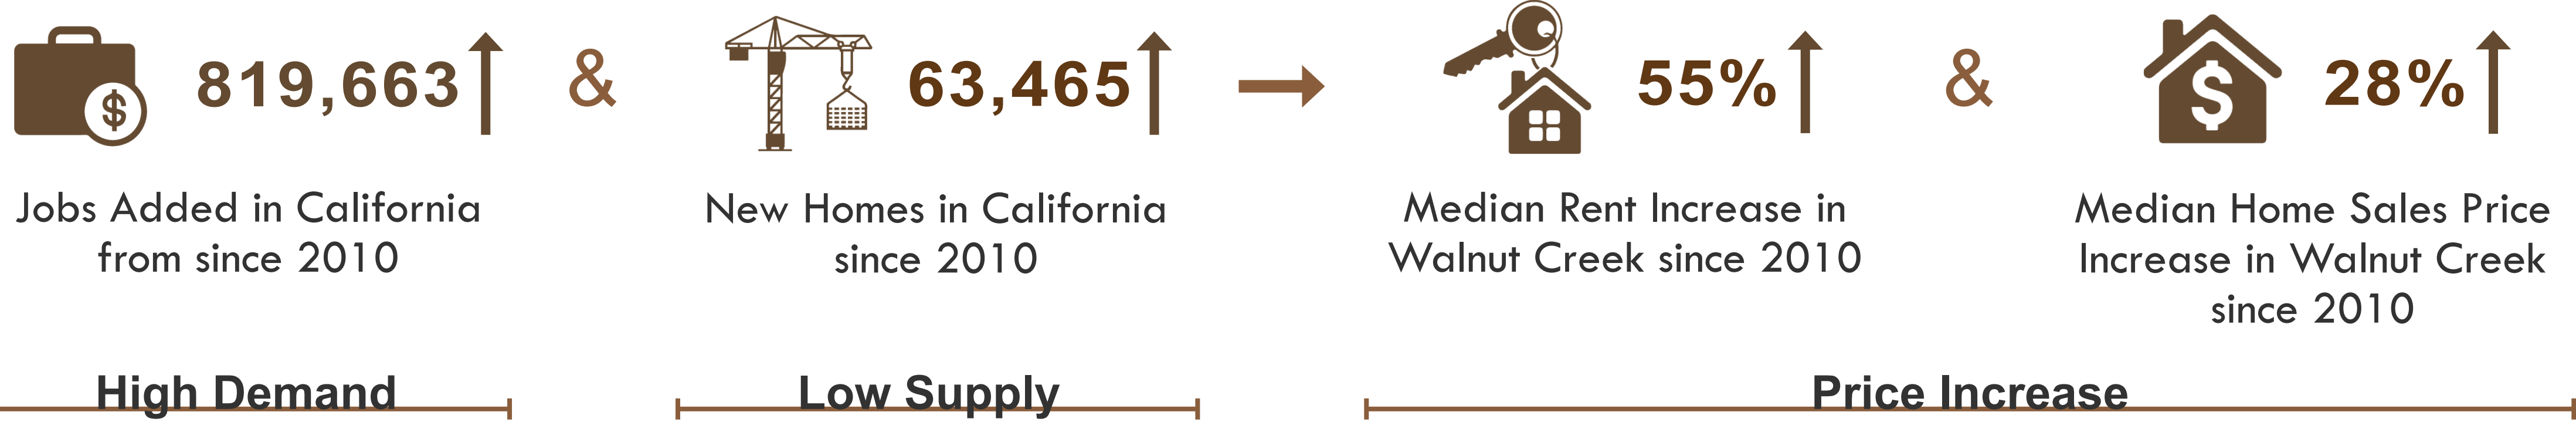 819,663
&
63,465
55%
&
28%
$
$
Jobs Added in California
from since 2010
New Homes in California
since 2010
Median Rent Increase in
Walnut Creek since 2010
Median Home Sales Price
Increase in Walnut Creek
since 2010
High Demand
Low Supply
Price Increase